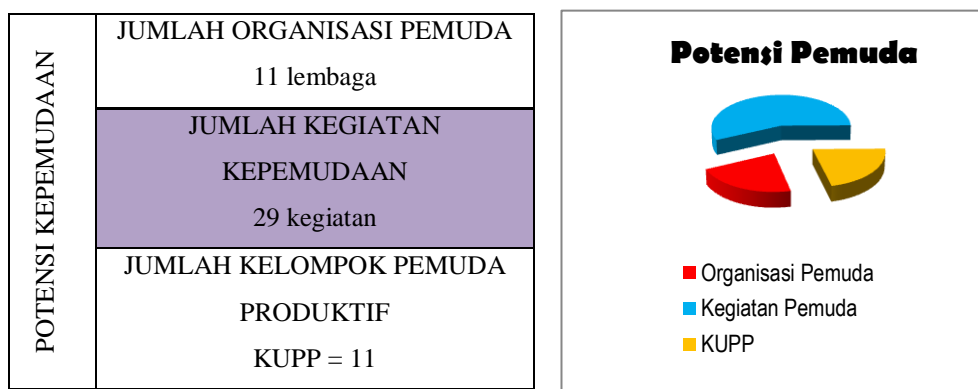 POTENSI KEPEMUDAAN
JUMLAH ORGANISASI PEMUDA
11 lembaga
JUMLAH KEGIATAN
KEPEMUDAAN
29 kegiatan
JUMLAH KELOMPOK PEMUDA
PRODUKTIF
KUPP = 11
Potensi Pemuda
Organisasi Pemuda
Kegiatan Pemuda
KUPP